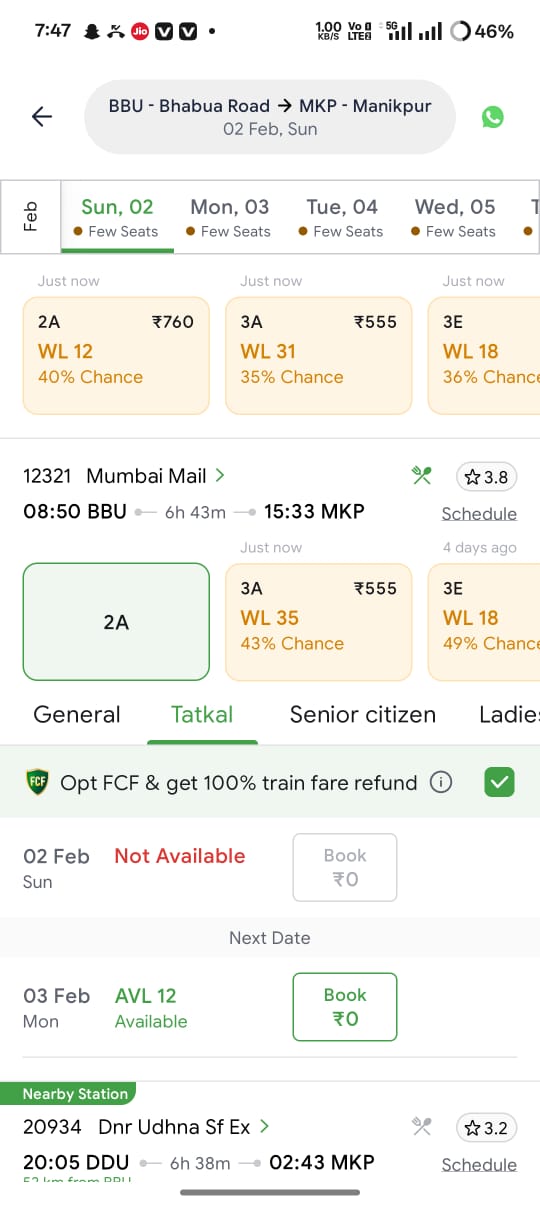 7:47
Jio
1.00 KB/S
Vo LTE2
5G
46%
BBU - Bhabua Road → MKP - Manikpur
02 Feb, Sun
Feb
Sun, 02
Few Seats
Mon, 03
Few Seats
Tue, 04
Few Seats
Wed, 05
Few Seats
T
Just now
2A ₹760
WL 12
40% Chance
Just now
3A ₹555
WL 31
35% Chance
Just now
3E
WL 18
36% Chance
12321 Mumbai Mail >
3.8
08:50 BBU 6h 43m 15:33 MKP
Schedule
2A
Just now
3A ₹555
WL 35
43% Chance
4 days ago
3E
WL 18
49% Chance
General Tatkal Senior citizen Ladies
FCF Opt FCF & get 100% train fare refund
02 Feb Not Available
Sun
Book
₹0
Next Date
03 Feb AVL 12
Mon Available
Book
₹0
Nearby Station
20934 Dnr Udhna Sf Ex >
3.2
20:05 DDU 6h 38m 02:43 MKP
Schedule
52 km from BBU